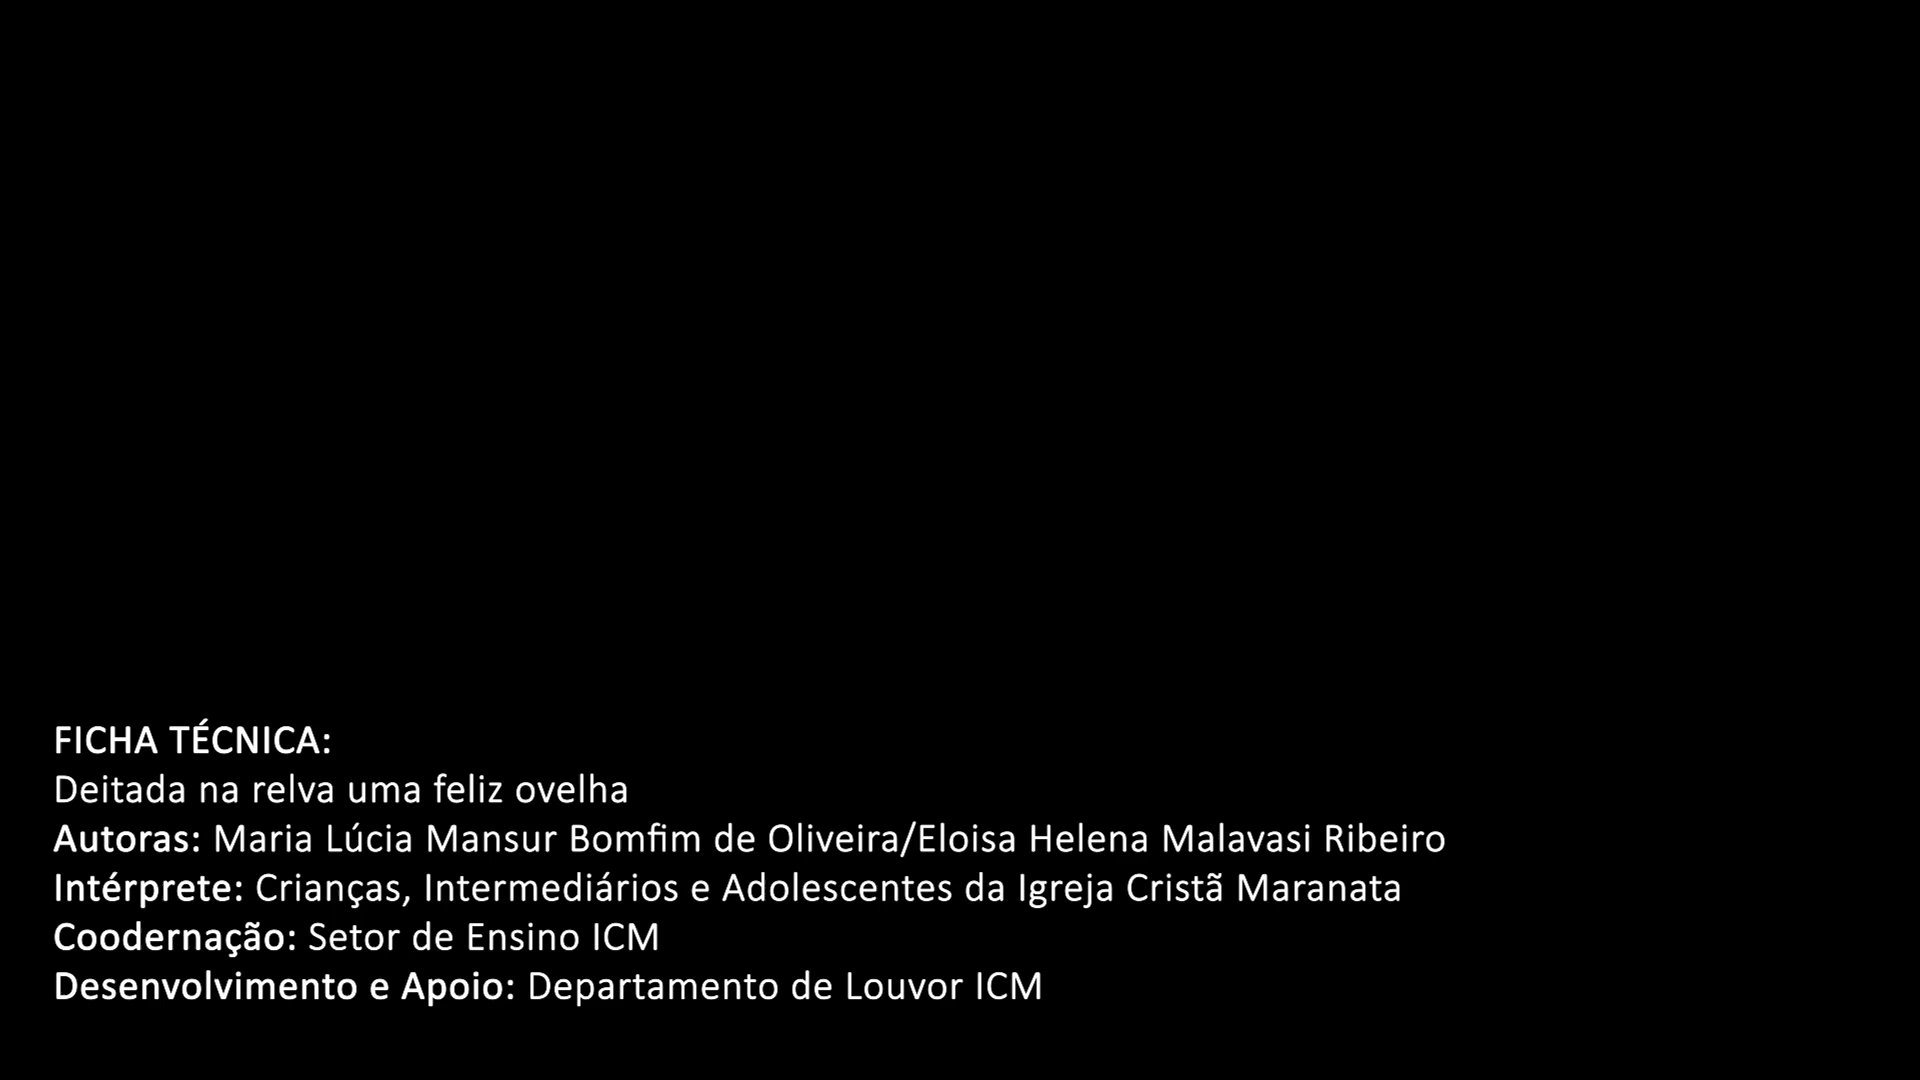 FICHA TÉCNICA:
Deitada na relva uma feliz ovelha
Autoras: Maria Lúcia Mansur Bomfim de Oliveira/Eloisa Helena Malavasi Ribeiro
Intérprete: Crianças, Intermediários e Adolescentes da Igreja Cristã Maranata
Coodernação: Setor de Ensino ICM
Desenvolvimento e Apoio: Departamento de Louvor ICM